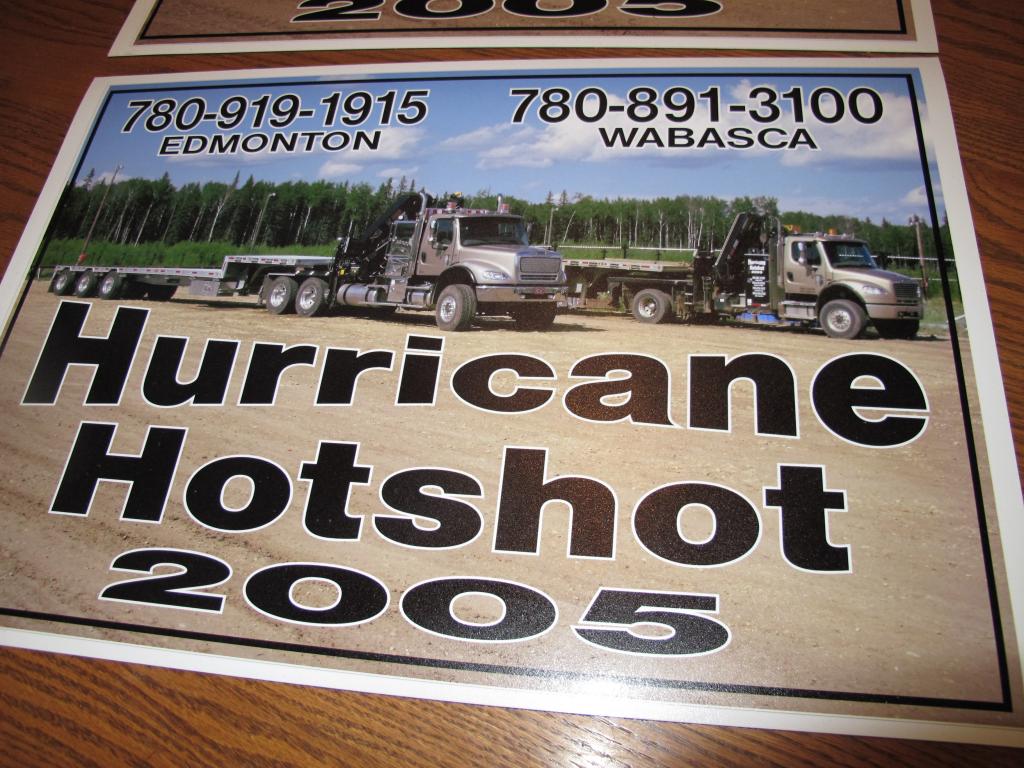 2005
780-919-1915
EDMONTON
780-891-3100
WABASCA
Hurricane
Hotshot
2005